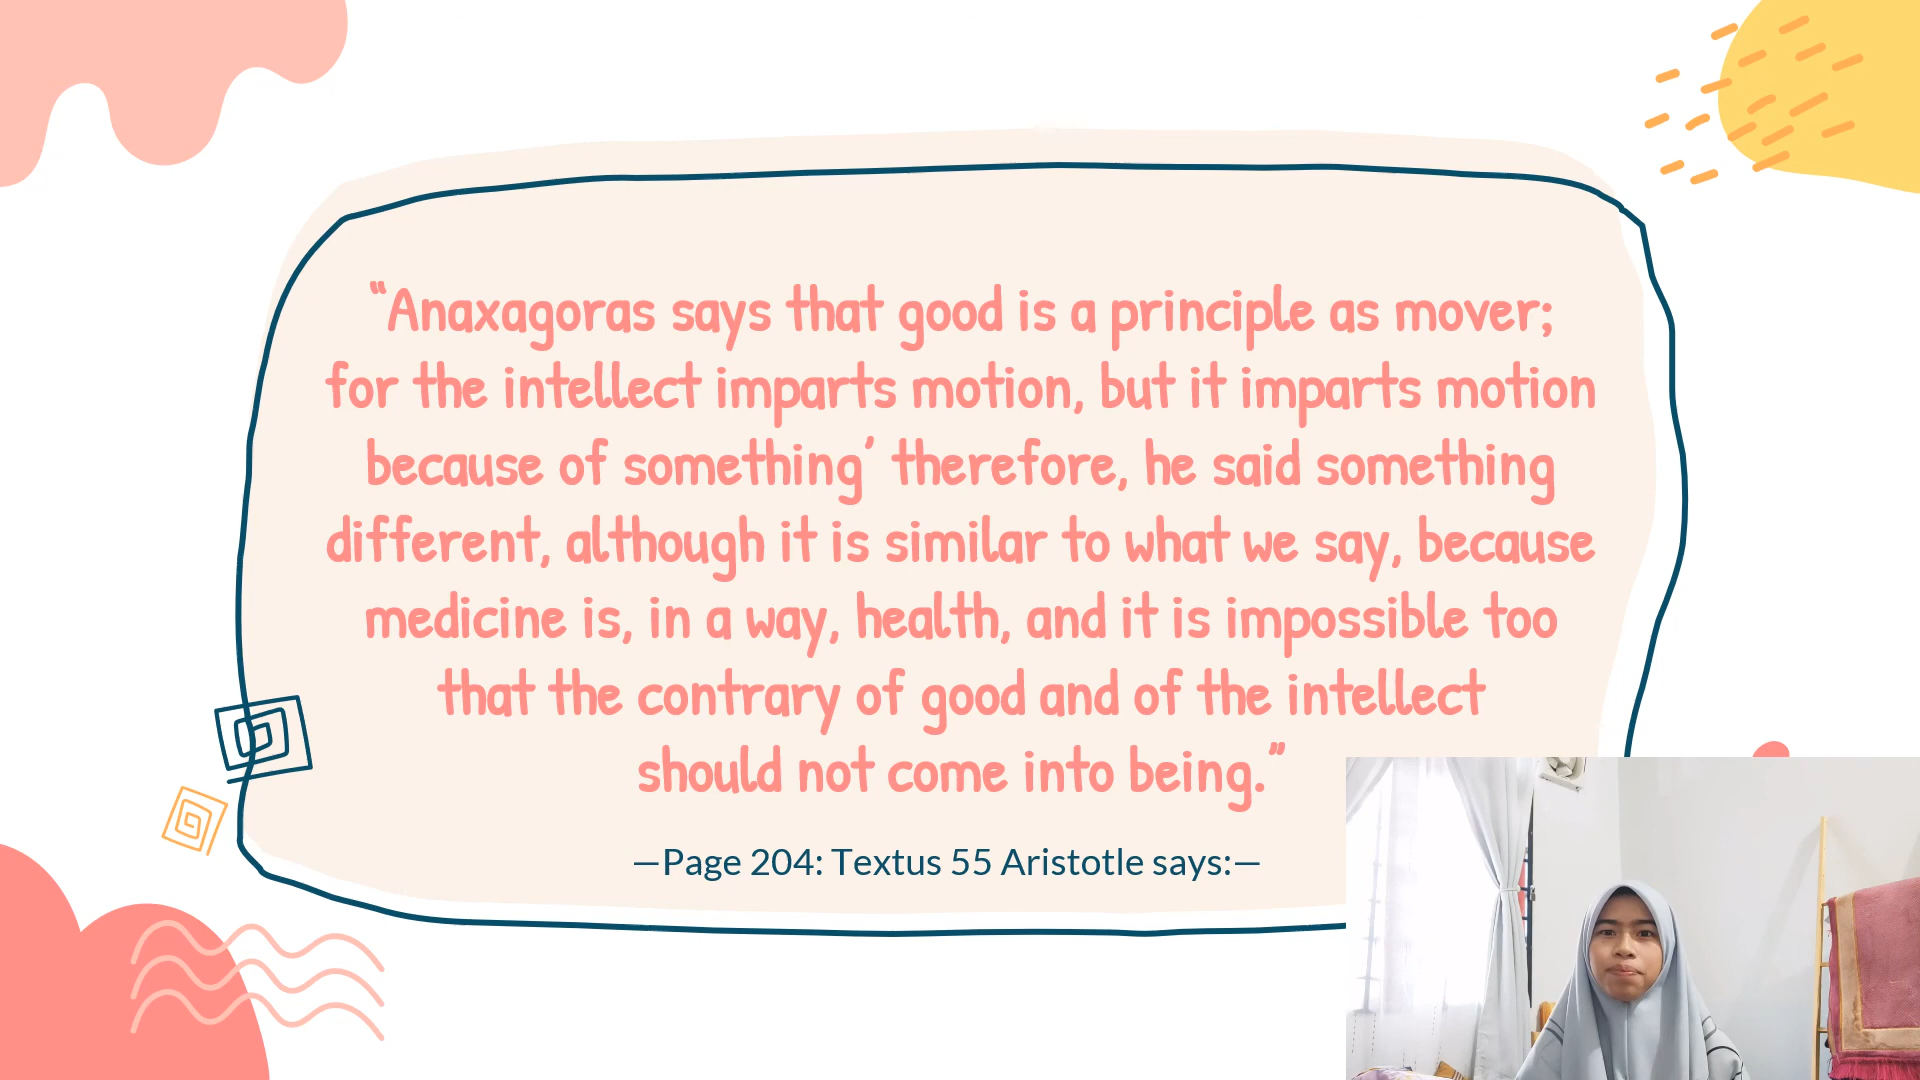 “Anaxagoras says that good is a principle as mover;
for the intellect imparts motion, but it imparts motion
because of something’ therefore, he said something
different, although it is similar to what we say, because
medicine is, in a way, health, and it is impossible too
that the contrary of good and of the intellect
should not come into being.”
—Page 204: Textus 55 Aristotle says:—